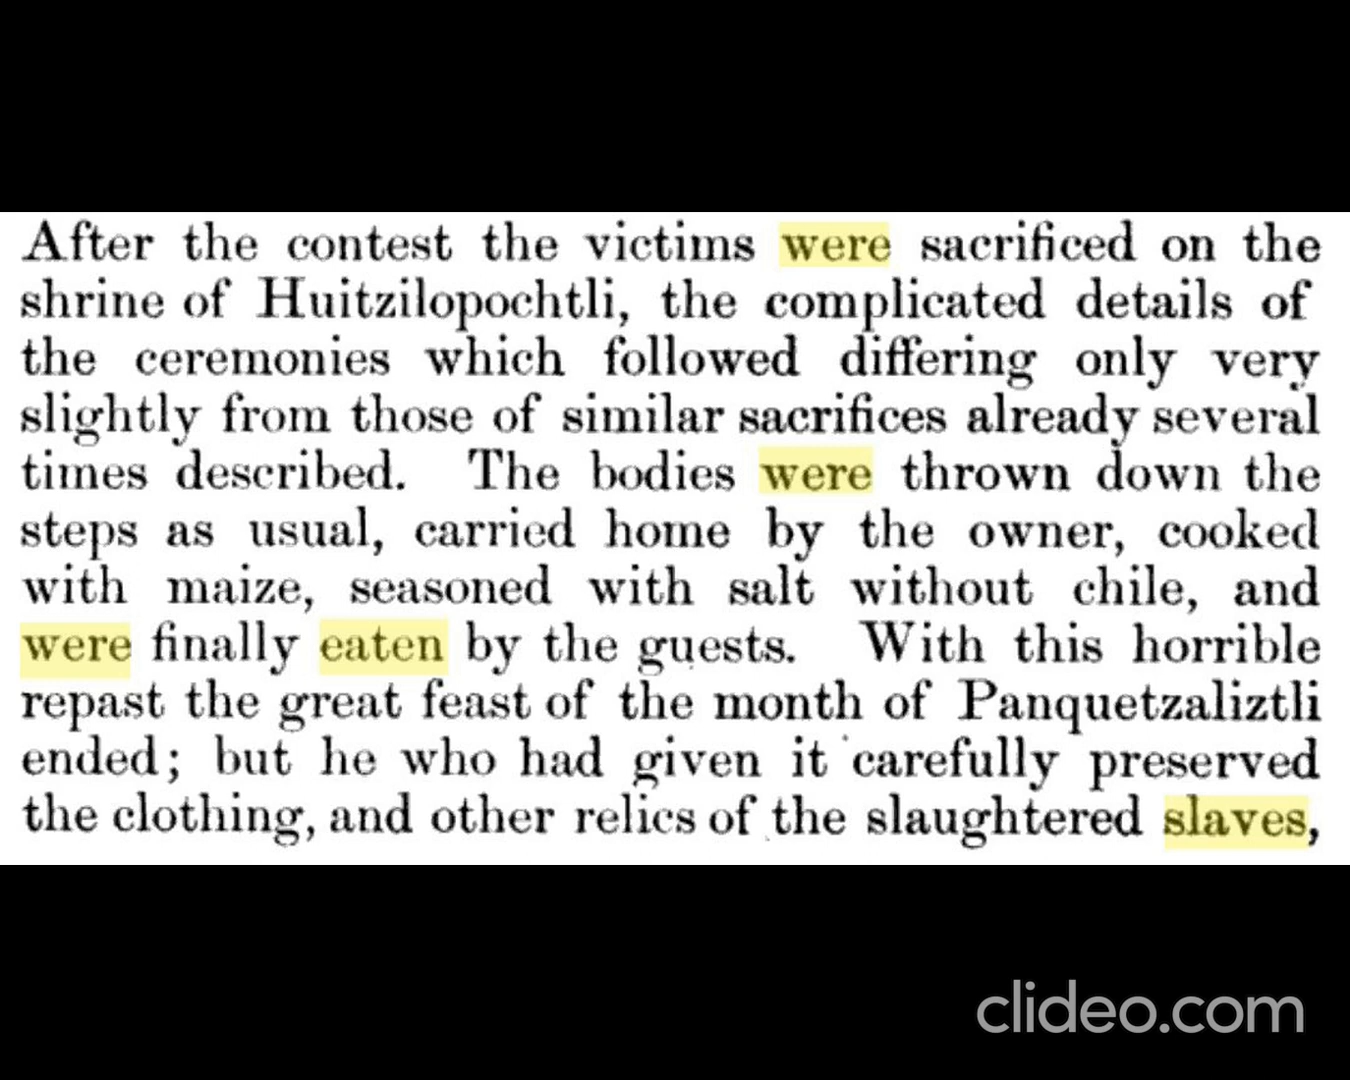 After the contest the victims were sacrificed on the
shrine of Huitzilopochtli, the complicated details of
the ceremonies which followed differing only very
slightly from those of similar sacrifices already several
times described. The bodies were thrown down the
steps as usual, carried home by the owner, cooked
with maize, seasoned with salt without chile, and
were finally eaten by the guests. With this horrible
repast the great feast of the month of Panquetzaliztli
ended; but he who had given it carefully preserved
the clothing, and other relics of the slaughtered slaves,
clideo.com